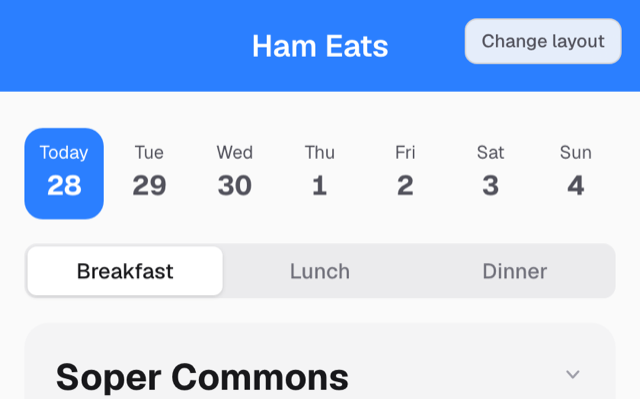 Ham Eats
Change layout
Today Tue Wed Thu Fri Sat Sun
28 29 30 1 2 3 4
Breakfast Lunch Dinner
Soper Commons